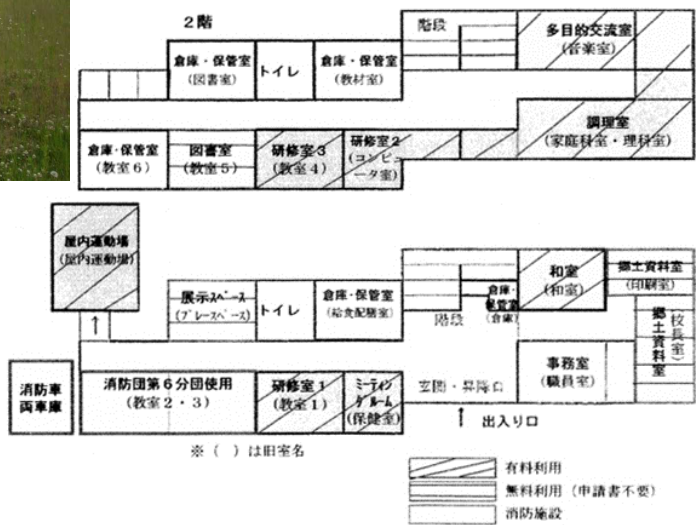 ２階
階段
多目的交流室
(音楽室)
倉庫・保管室
(図書室)
トイレ
倉庫・保管室
(教材室)
調理室
(家庭科室・理科室)
倉庫・保管室
(教室６)
図書室
(教室５)
研修室３
(教室４)
研修室２
(コンピュ
ータ室)
屋内運動場
(屋内運動場)
展示スペース
(プレースペース)
トイレ
倉庫・保管室
(給食配膳室)
階段
倉庫・
保管室
(倉庫)
和室
(和室)
郷土資料室
(印刷室)
郷土資料室
(校長室)
消防車
両車庫
消防団第６分団使用
(教室２・３)
研修室１
(教室１)
ミーティン
グルーム
(保健室)
玄関・昇降口
事務室
(職員室)
↑ 出入り口
※（　）は旧室名
有料利用
無料利用（申請書不要）
消防施設